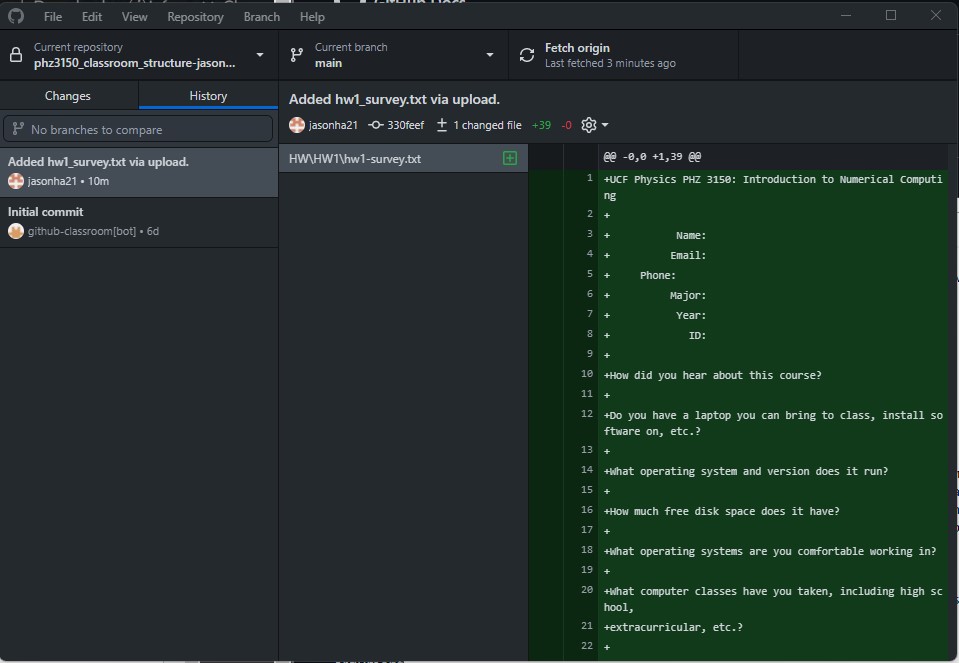 File Edit View Repository Branch Help
Current repository
phz3150_classroom_structure-jason...
Current branch
main
Fetch origin
Last fetched 3 minutes ago
Changes
History
No branches to compare
Added hw1_survey.txt via upload.
jasonha21 • 10m
Initial commit
github-classroom[bot] • 6d
Added hw1_survey.txt via upload.
jasonha21 330feef 1 changed file +39 -0
HW\HW1\hw1-survey.txt
@@ -0,0 +1,39 @@
1 +UCF Physics PHZ 3150: Introduction to Numerical Computi
ng
2 +
3 + Name:
4 + Email:
5 + Phone:
6 + Major:
7 + Year:
8 + ID:
9 +
10 +How did you hear about this course?
11 +
12 +Do you have a laptop you can bring to class, install so
ftware on, etc.?
13 +
14 +What operating system and version does it run?
15 +
16 +How much free disk space does it have?
17 +
18 +What operating systems are you comfortable working in?
19 +
20 +What computer classes have you taken, including high sc
hool,
21 +extracurricular, etc.?
22 +